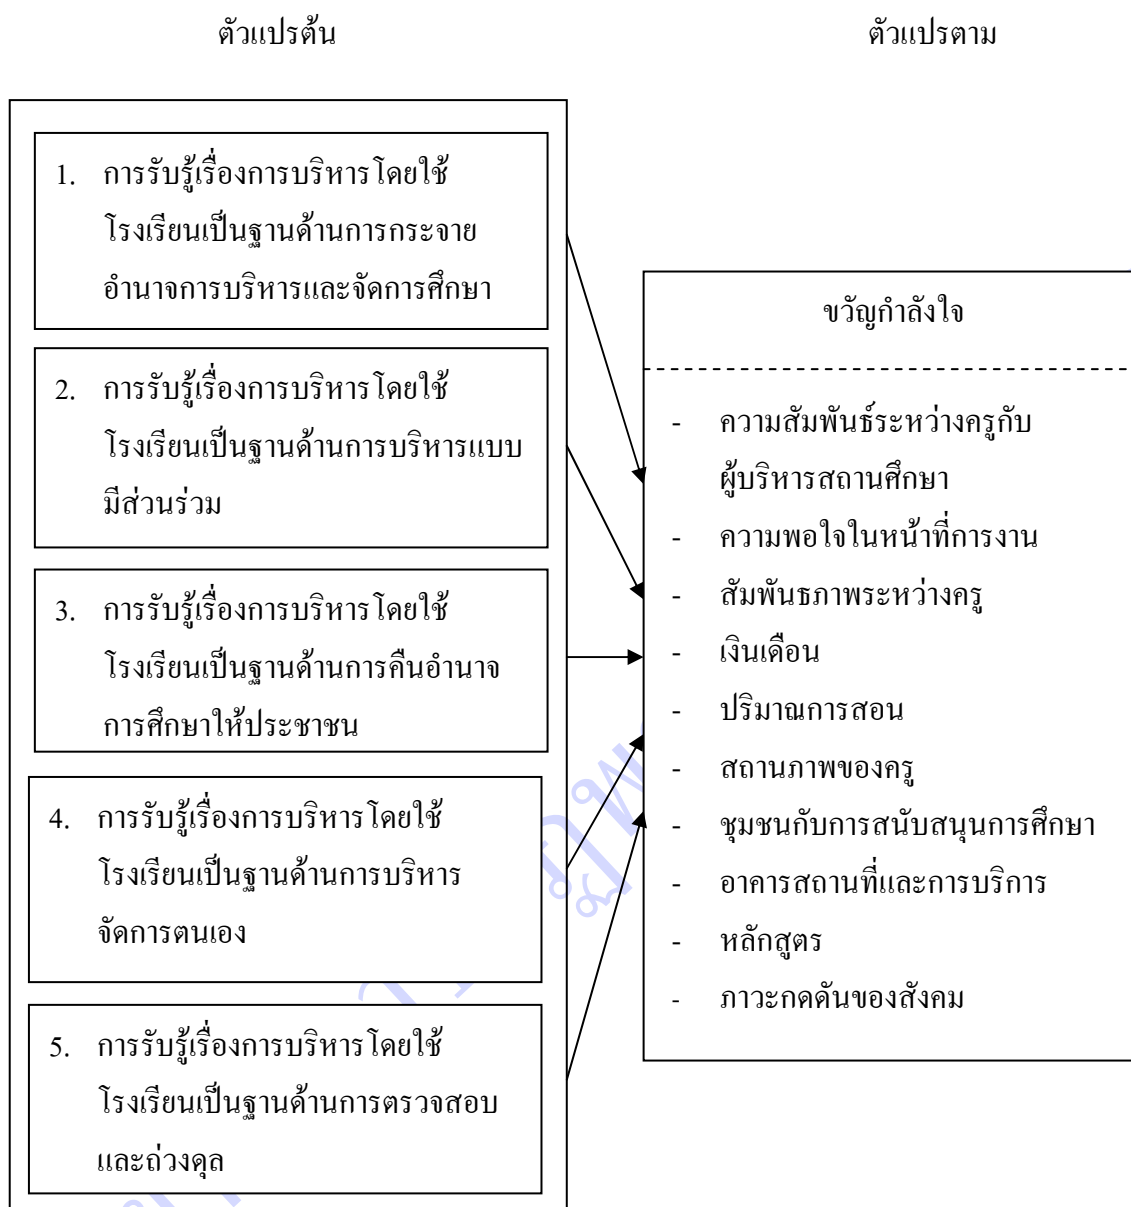 ตัวแปรต้น
ตัวแปรตาม
1. การรับรู้เรื่องการบริหารโดยใช้
โรงเรียนเป็นฐานด้านการกระจาย
อำนาจการบริหารและจัดการศึกษา
2. การรับรู้เรื่องการบริหารโดยใช้
โรงเรียนเป็นฐานด้านการบริหารแบบ
มีส่วนร่วม
3. การรับรู้เรื่องการบริหารโดยใช้
โรงเรียนเป็นฐานด้านการคืนอำนาจ
การศึกษาให้ประชาชน
4. การรับรู้เรื่องการบริหารโดยใช้
โรงเรียนเป็นฐานด้านการบริหาร
จัดการตนเอง
5. การรับรู้เรื่องการบริหารโดยใช้
โรงเรียนเป็นฐานด้านการตรวจสอบ
และถ่วงดุล
ขวัญกำลังใจ
- ความสัมพันธ์ระหว่างครูกับ
ผู้บริหารสถานศึกษา
- ความพอใจในหน้าที่การงาน
- สัมพันธภาพระหว่างครู
- เงินเดือน
- ปริมาณการสอน
- สถานภาพของครู
- ชุมชนกับการสนับสนุนการศึกษา
- อาคารสถานที่และการบริการ
- หลักสูตร
- ภาวะกดดันของสังคม